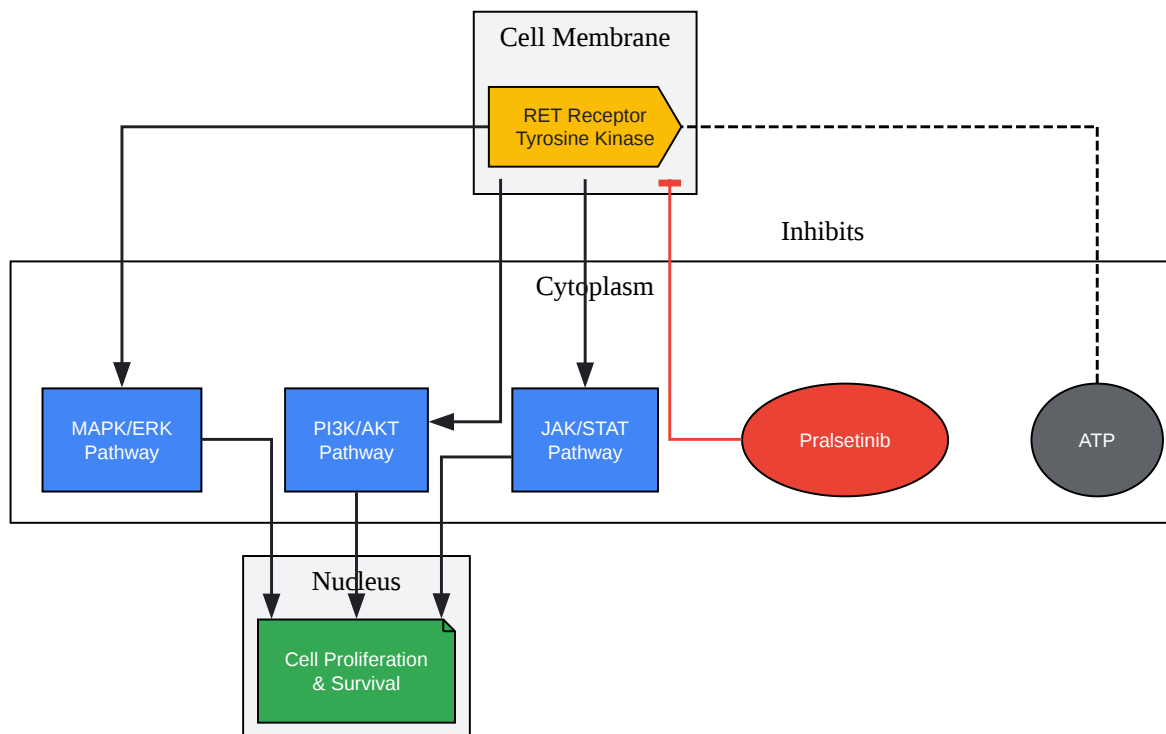 Cell Membrane
RET Receptor
Tyrosine Kinase
Inhibits
Cytoplasm
MAPK/ERK
Pathway
PI3K/AKT
Pathway
JAK/STAT
Pathway
Pralsetinib
ATP
Nucleus
Cell Proliferation
& Survival